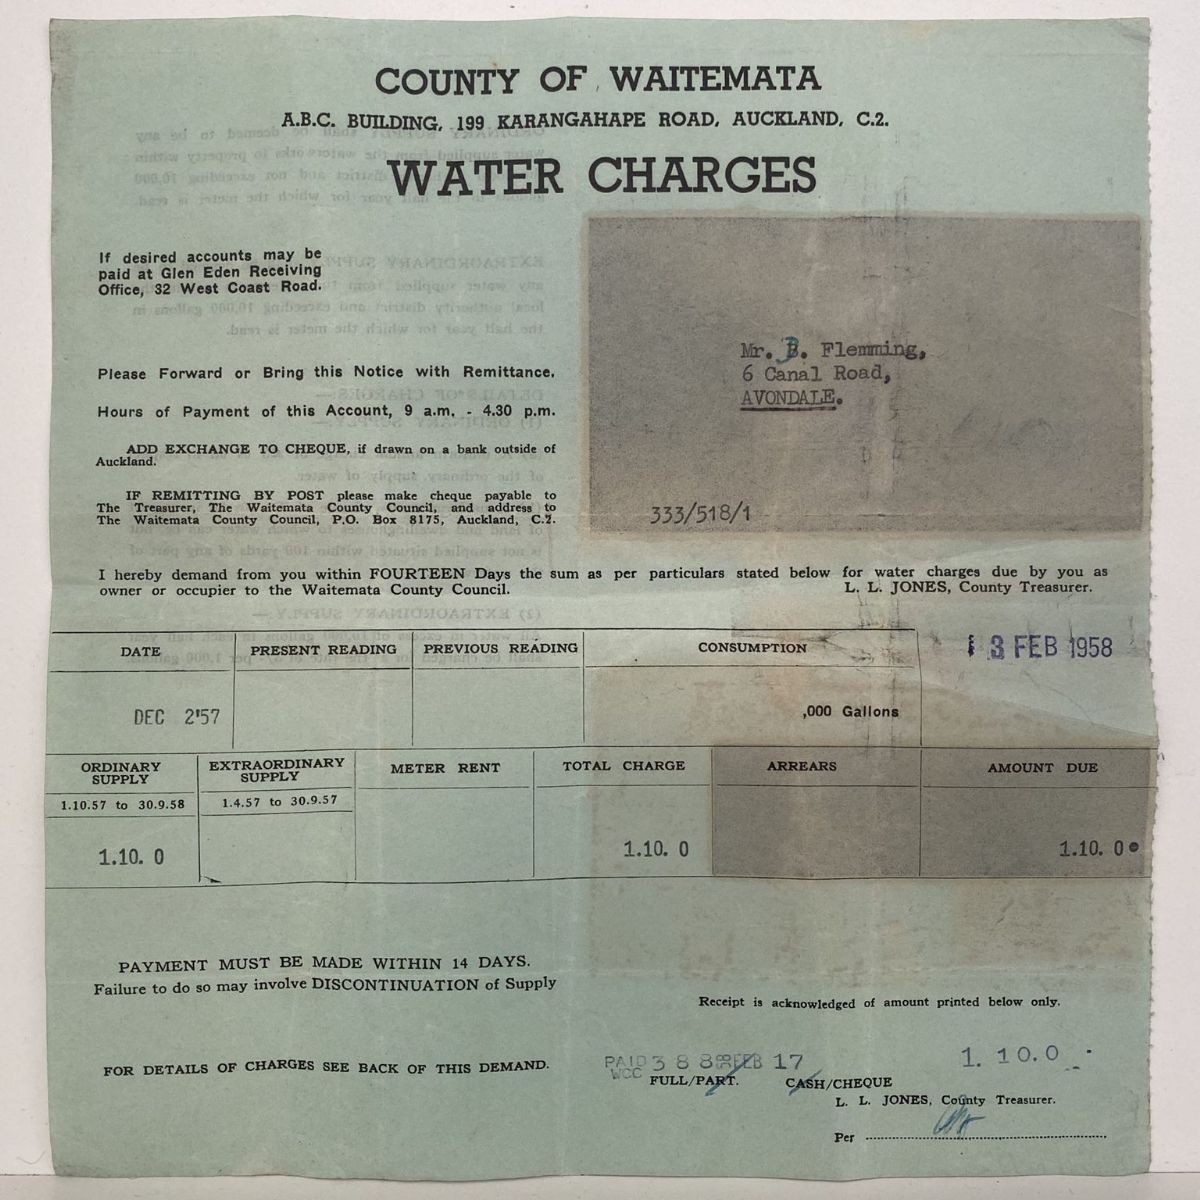 COUNTY OF WAITEMATA
A.B.C. BUILDING, 199 KARANGAHAPE ROAD, AUCKLAND, C.2.
WATER CHARGES
If desired accounts may be
paid at Glen Eden Receiving
Office, 32 West Coast Road.
Please Forward or Bring this Notice with Remittance.
Hours of Payment of this Account, 9 a.m. - 4.30 p.m.
ADD EXCHANGE TO CHEQUE, if drawn on a bank outside of
Auckland.
IF REMITTING BY POST please make cheque payable to
The Treasurer, The Waitemata County Council, and address to
The Waitemata County Council, P.O. Box 8175, Auckland, C.2.
Mr. B. Flemming,
6 Canal Road,
AVONDALE.
333/518/1
I hereby demand from you within FOURTEEN Days the sum as per particulars stated below for water charges due by you as
owner or occupier to the Waitemata County Council.
L. L. JONES, County Treasurer.
13 FEB 1958
DATE PRESENT READING PREVIOUS READING CONSUMPTION
DEC 2'57 ,000 Gallons
ORDINARY SUPPLY EXTRAORDINARY SUPPLY METER RENT TOTAL CHARGE ARREARS AMOUNT DUE
1.10.57 to 30.9.58 1.4.57 to 30.9.57
1.10. 0 1.10. 0 1.10. 0
PAYMENT MUST BE MADE WITHIN 14 DAYS.
Failure to do so may involve DISCONTINUATION of Supply
Receipt is acknowledged of amount printed below only.
FOR DETAILS OF CHARGES SEE BACK OF THIS DEMAND.
PAID WCC 388 FEB 17 1. 10.0
FULL/PART. CASH/CHEQUE
L. L. JONES, County Treasurer.
Per